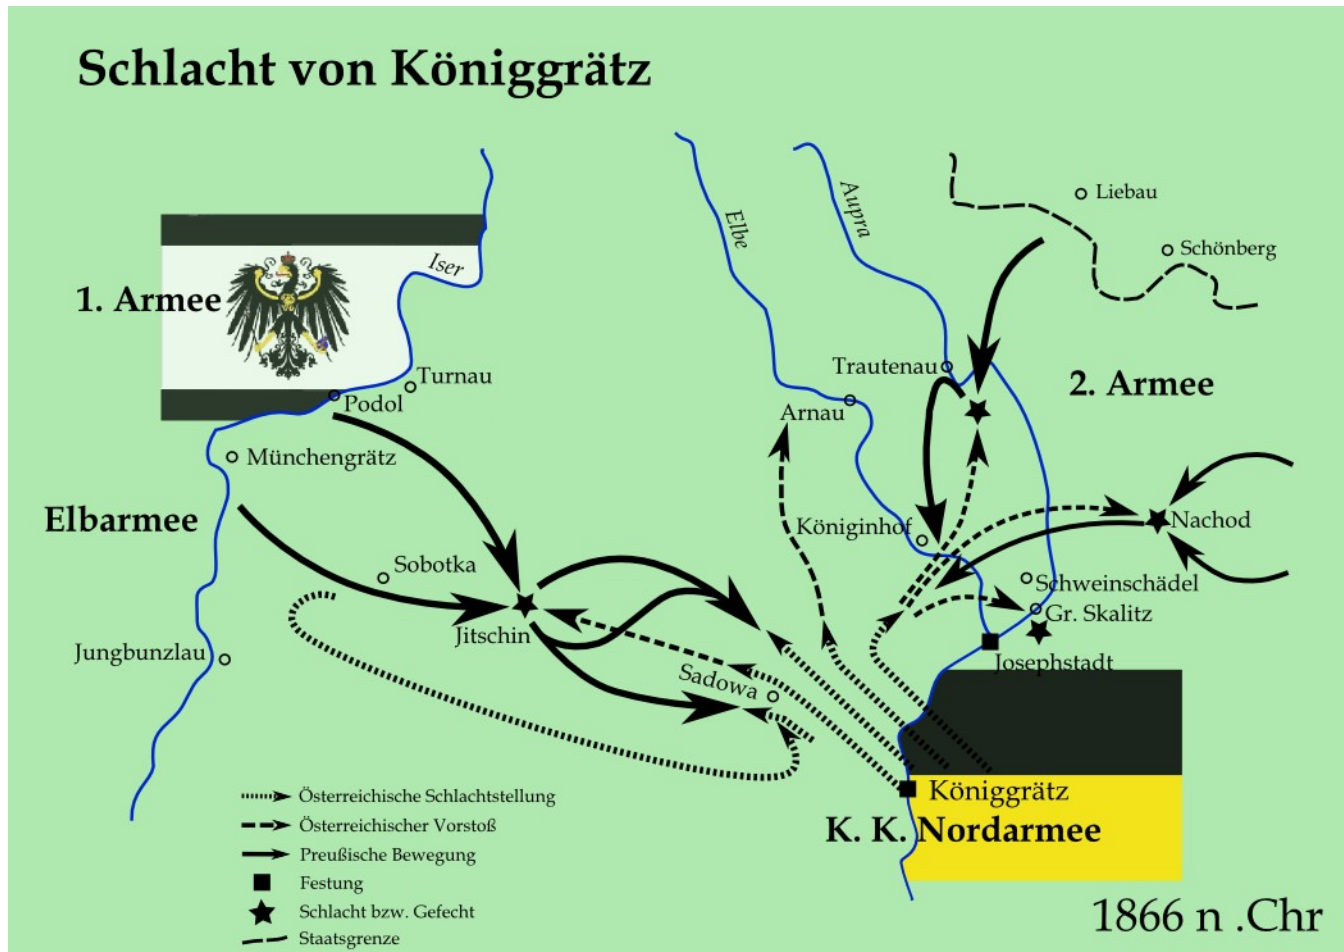 Schlacht von Königgrätz
Elbe
Aupra
Liebau
Schönberg
Iser
1. Armee
Trautenau
2. Armee
Turnau
Podol
Arnau
Münchengrätz
Elbarmee
Königinhof
Nachod
Sobotka
Schweinschädel
Gr. Skalitz
Jitschin
Jungbunzlau
Josephstadt
Sadowa
Königgrätz
K. K. Nordarmee
Österreichische Schlachtstellung
Österreichischer Vorstoß
Preußische Bewegung
Festung
Schlacht bzw. Gefecht
Staatsgrenze
1866 n .Chr